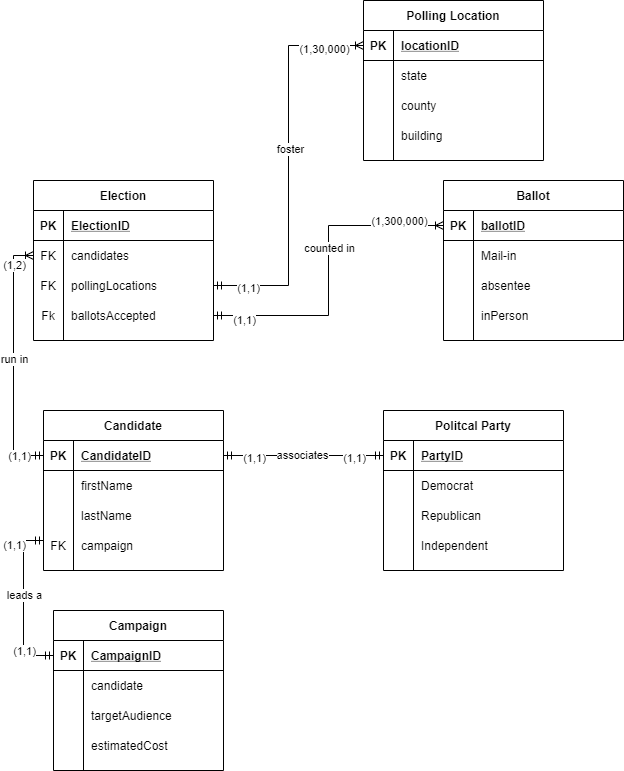 Polling Location
PK locationID
state
county
building
(1,30,000)
foster
Election
PK ElectionID
FK candidates
FK pollingLocations
Fk ballotsAccepted
(1,1)
(1,1)
(1,2)
Ballot
PK ballotID
Mail-in
absentee
inPerson
(1,300,000)
counted in
run in
Candidate
PK CandidateID
firstName
lastName
FK campaign
(1,1)
(1,1)
associates
(1,1)
Politcal Party
PK PartyID
Democrat
Republican
Independent
(1,1)
leads a
(1,1)
Campaign
PK CampaignID
candidate
targetAudience
estimatedCost